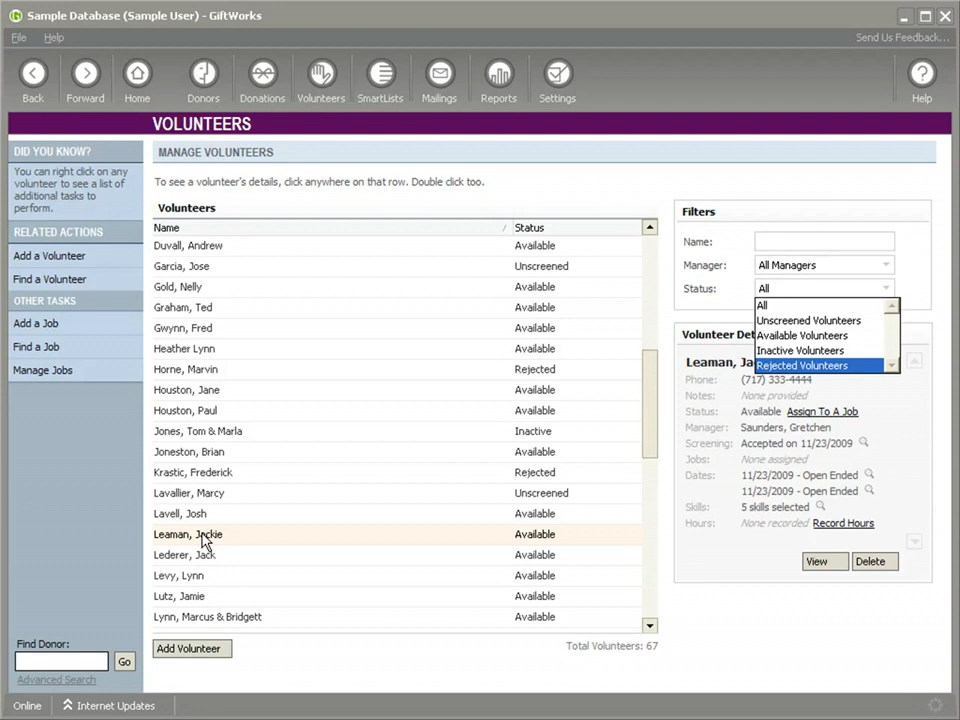 Sample Database (Sample User) - GiftWorks
File Help Send Us Feedback...
Back Forward Home Donors Donations Volunteers SmartLists Mailings Reports Settings Help
VOLUNTEERS
DID YOU KNOW?
You can right click on any
volunteer to see a list of
additional tasks to
perform.
RELATED ACTIONS
Add a Volunteer
Find a Volunteer
OTHER TASKS
Add a Job
Find a Job
Manage Jobs
Find Donor:
Go
Advanced Search
MANAGE VOLUNTEERS
To see a volunteer's details, click anywhere on that row. Double click too.
Volunteers
Name Status
Duvall, Andrew Available
Garcia, Jose Unscreened
Gold, Nelly Available
Graham, Ted Available
Gwynn, Fred Available
Heather Lynn Available
Horne, Marvin Rejected
Houston, Jane Available
Houston, Paul Available
Jones, Tom & Marla Inactive
Joneston, Brian Available
Krastic, Frederick Rejected
Lavallier, Marcy Unscreened
Lavell, Josh Available
Leaman, Jackie Available
Lederer, Jack Available
Levy, Lynn Available
Lutz, Jamie Available
Lynn, Marcus & Bridgett Available
Add Volunteer
Total Volunteers: 67
Filters
Name:
Manager: All Managers
Status: All
All
Unscreened Volunteers
Available Volunteers
Inactive Volunteers
Rejected Volunteers
Volunteer Det
Leaman, Ja
Phone: (717) 333-4444
Notes: None provided
Status: Available Assign To A Job
Manager: Saunders, Gretchen
Screening: Accepted on 11/23/2009
Jobs: None assigned
Dates: 11/23/2009 - Open Ended
11/23/2009 - Open Ended
Skills: 5 skills selected
Hours: None recorded Record Hours
View Delete
Online Internet Updates